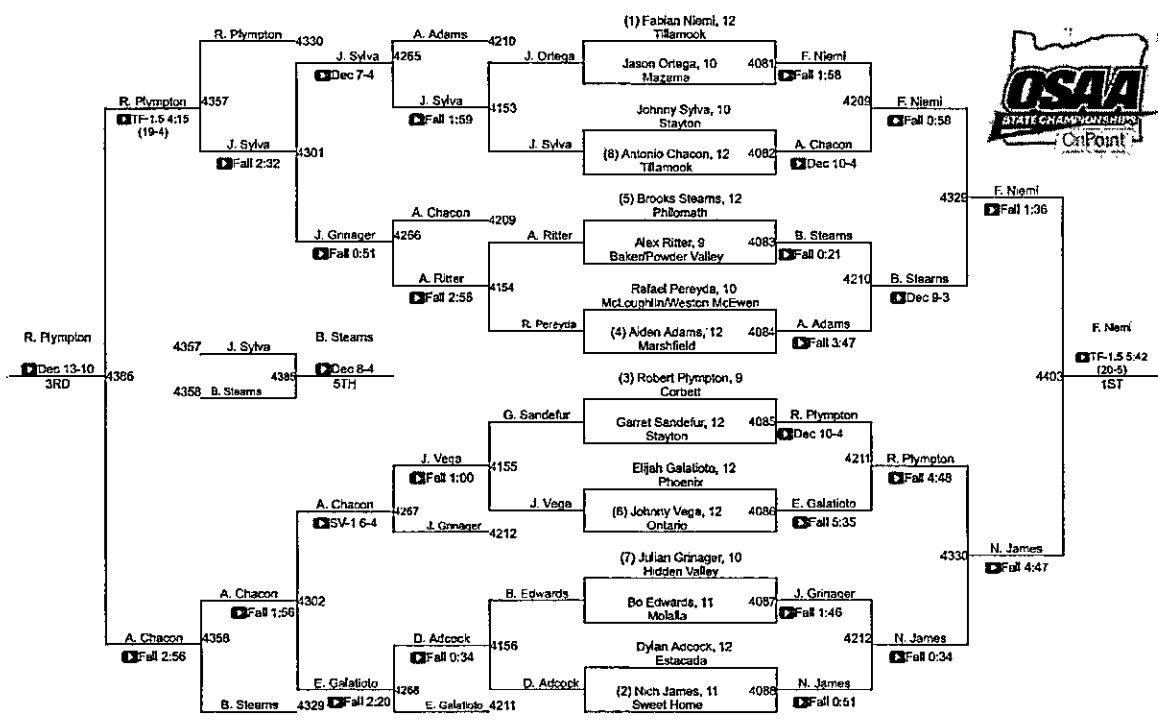 R. Plympton
4330
J. Sylva
Dec 7-4
A. Adams
4210
4265
J. Ortega
(1) Fabian Niemi, 12
Tillamook
Jason Ortega, 10
Mazama
4081
F. Niemi
Fall 1:58
OSAA
STATE CHAMPIONSHIPS
OnPoint
R. Plympton
TF-1.5 4:15
(19-4)
4357
J. Sylva
Fall 1:59
4153
Johnny Sylva, 10
Stayton
4209
F. Niemi
Fall 0:58
J. Sylva
Fall 2:32
4301
J. Sylva
(8) Antonio Chacon, 12
Tillamook
4082
A. Chacon
Dec 10-4
4329
F. Niemi
Fall 1:36
A. Chacon
4209
(5) Brooks Stearns, 12
Philomath
J. Grinager
Fall 0:51
4266
A. Ritter
Alex Ritter, 9
Baker/Powder Valley
4083
B. Stearns
Fall 0:21
A. Ritter
Fall 2:58
4154
Rafael Pereyda, 10
McLoughlin/Weston McEwen
4210
B. Stearns
Dec 9-3
R. Pereyda
(4) Aiden Adams, 12
Marshfield
4084
A. Adams
Fall 3:47
R. Plympton
Dec 13-10
3RD
4386
4357
J. Sylva
4358
B. Stearns
4385
B. Stearns
Dec 8-4
5TH
F. Niemi
TF-1.5 5:42
(20-5)
1ST
4403
(3) Robert Plympton, 9
Corbett
G. Sandefur
Garret Sandefur, 12
Stayton
4085
R. Plympton
Dec 10-4
J. Vega
Fall 1:00
4155
Elijah Galatioto, 12
Phoenix
4211
R. Plympton
Fall 4:48
A. Chacon
SV-1 6-4
4267
J. Vega
(6) Johnny Vega, 12
Ontario
4086
E. Galatioto
Fall 5:35
J. Grinager
4212
4330
N. James
Fall 4:47
(7) Julian Grinager, 10
Hidden Valley
A. Chacon
Fall 1:56
4302
B. Edwards
Bo Edwards, 11
Molalla
4087
J. Grinager
Fall 1:46
A. Chacon
Fall 2:56
4358
D. Adcock
Fall 0:34
4156
Dylan Adcock, 12
Estacada
4212
N. James
Fall 0:34
E. Galatioto
Fall 2:20
4268
D. Adcock
(2) Nich James, 11
Sweet Home
4088
N. James
Fall 0:51
B. Stearns
4329
E. Galatioto
4211